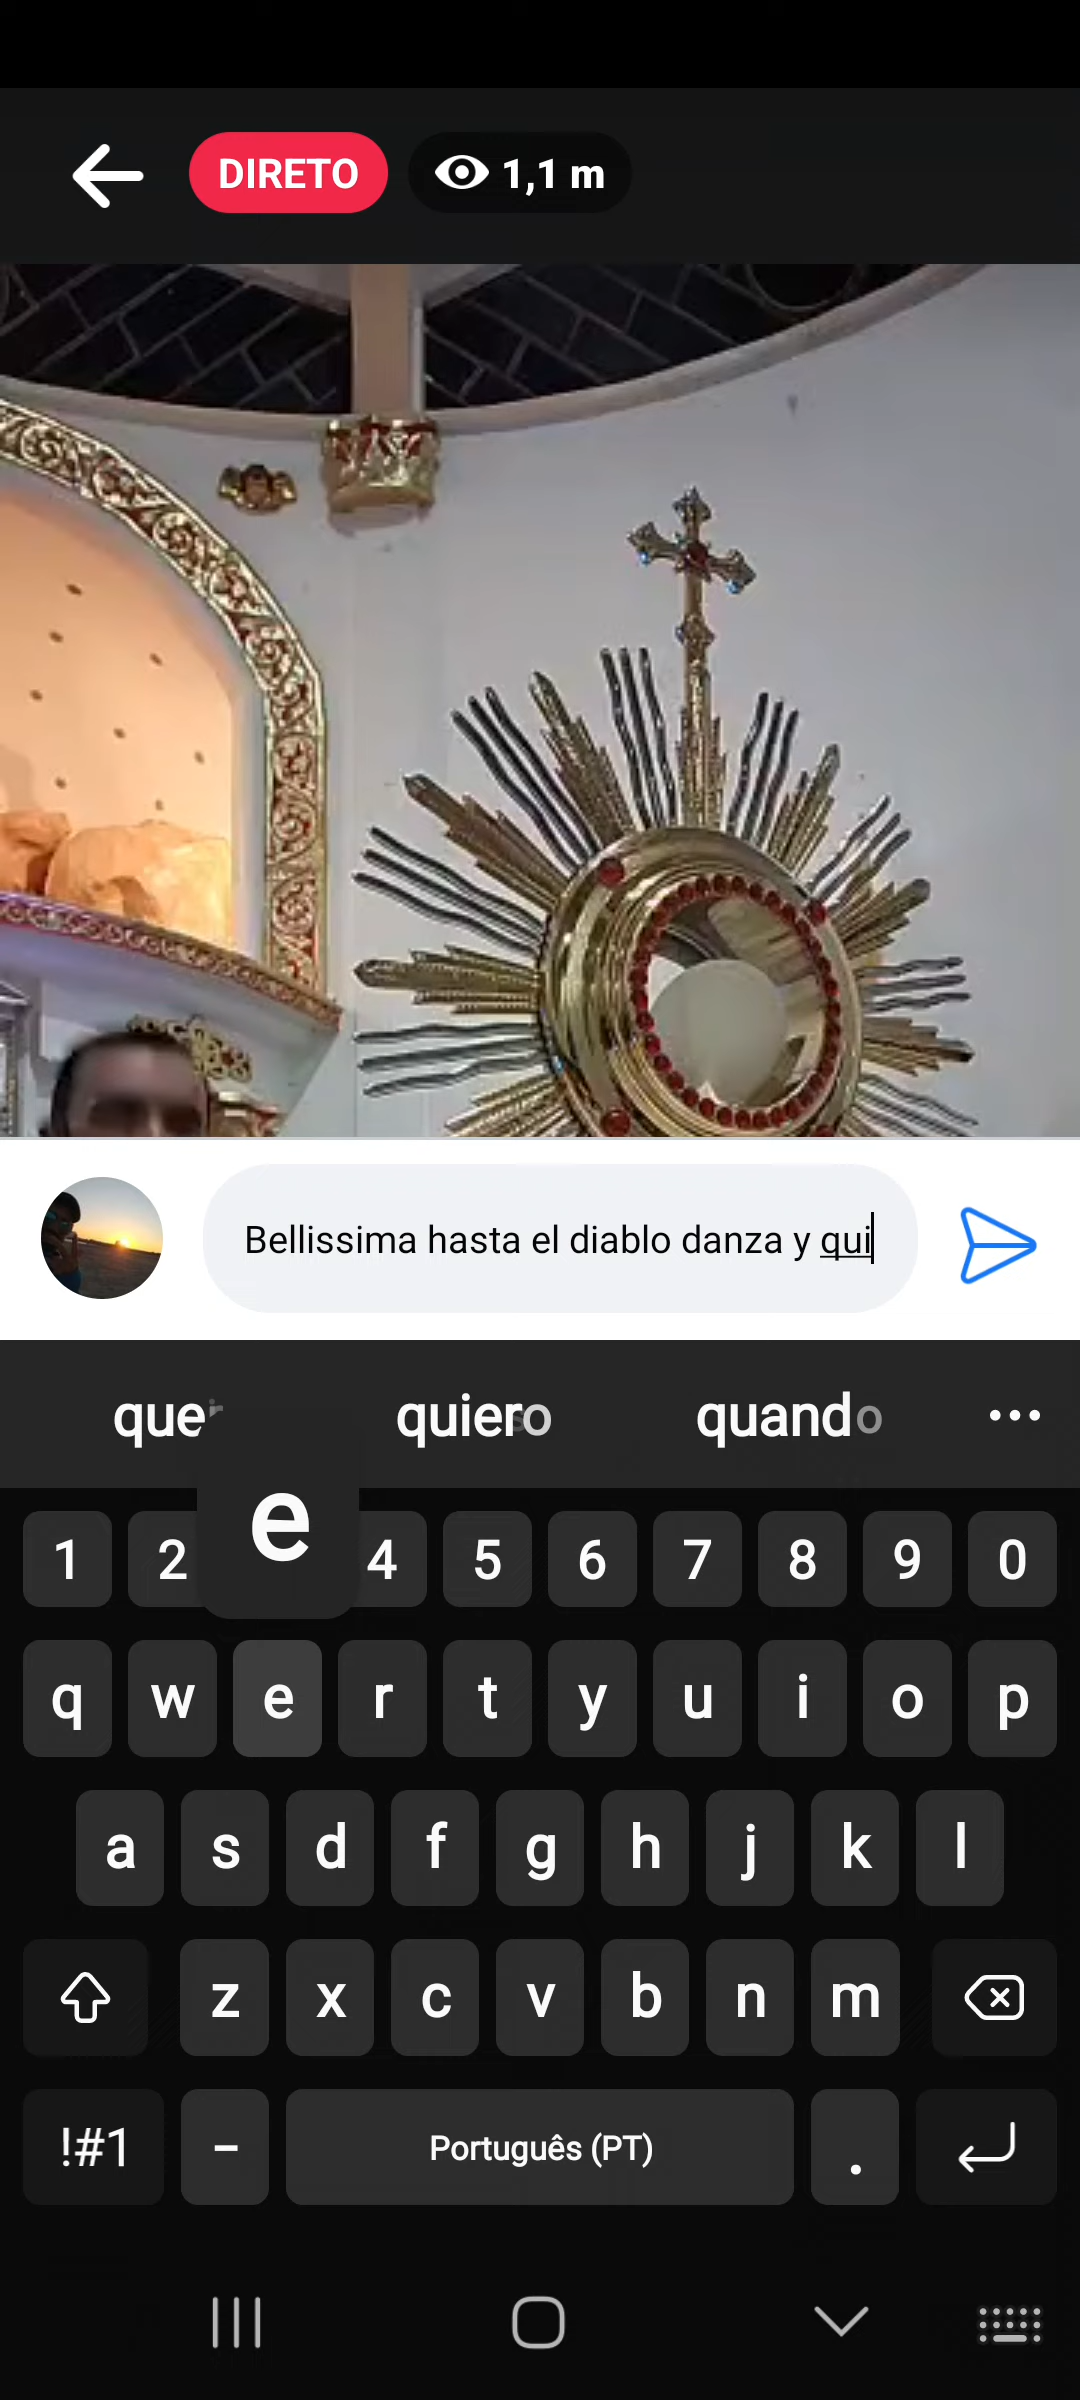 DIRETO 1,1 m
Bellissima hasta el diablo danza y qui
quer quiero quando
e
1 2 4 5 6 7 8 9 0
q w e r t y u i o p
a s d f g h j k l
z x c v b n m
!#1 - Português (PT) .